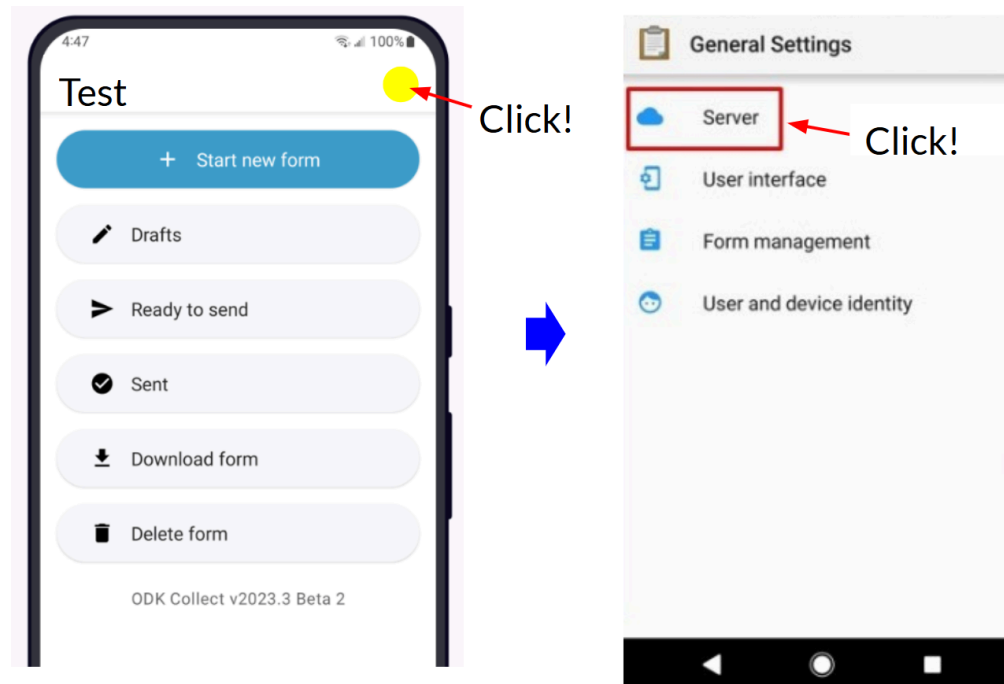 4:47
100%
Test
Click!
+ Start new form
Drafts
Ready to send
Sent
Download form
Delete form
ODK Collect v2023.3 Beta 2
General Settings
Server
Click!
User interface
Form management
User and device identity